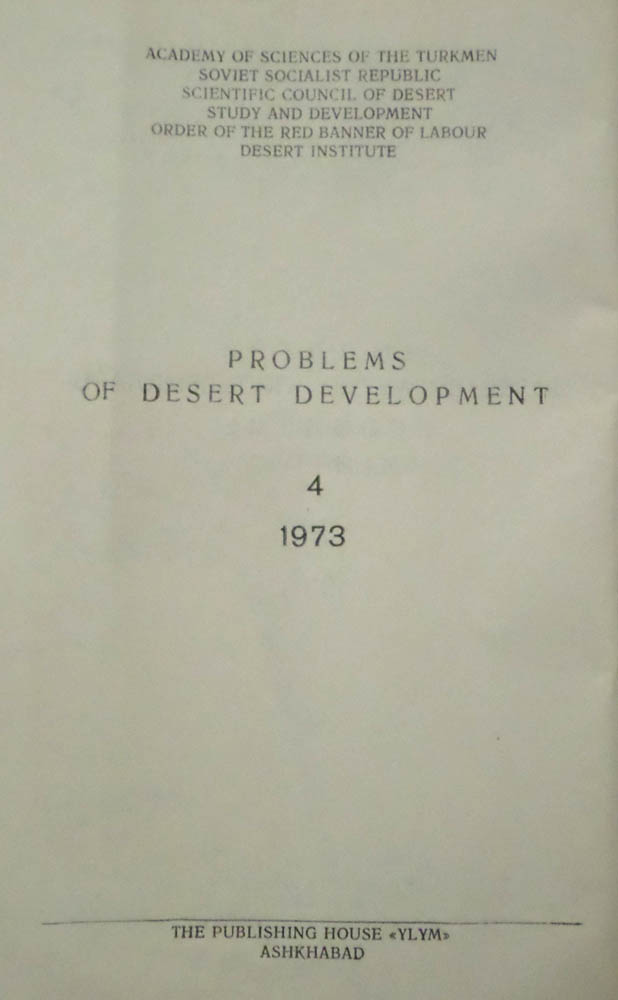 ACADEMY OF SCIENCES OF THE TURKMEN
SOVIET SOCIALIST REPUBLIC
SCIENTIFIC COUNCIL OF DESERT
STUDY AND DEVELOPMENT
ORDER OF THE RED BANNER OF LABOUR
DESERT INSTITUTE
PROBLEMS
OF DESERT DEVELOPMENT
4
1973
THE PUBLISHING HOUSE «YLYM»
ASHKHABAD